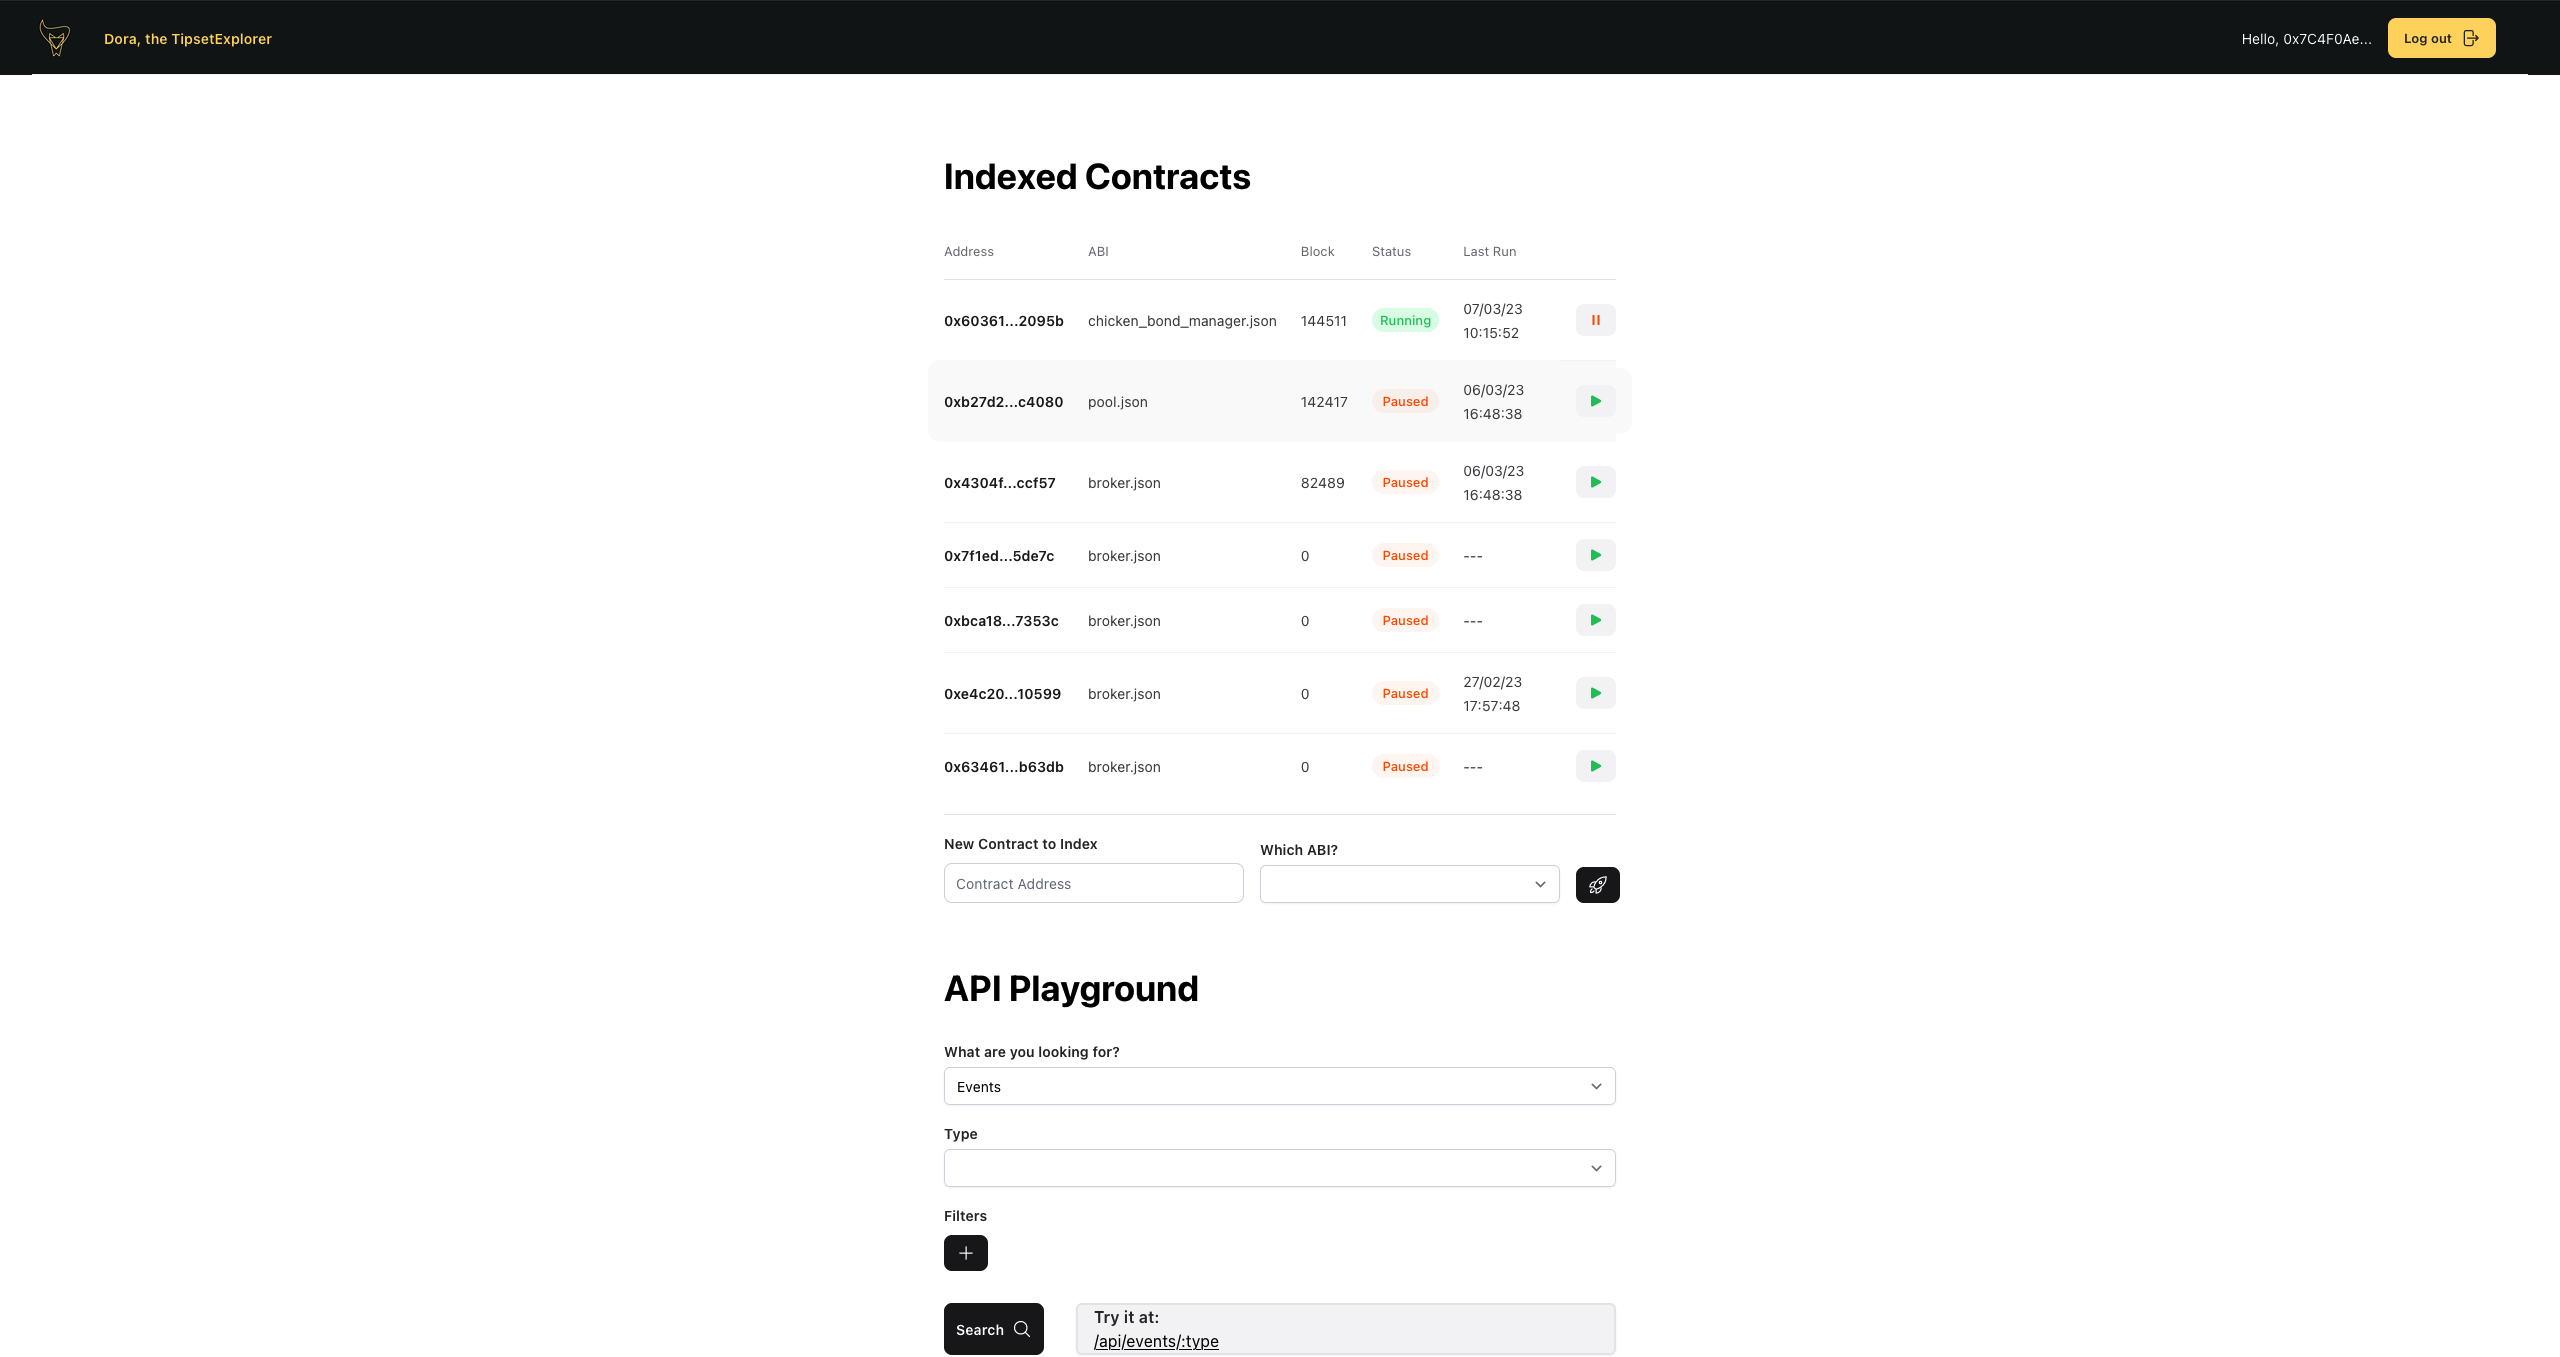 Dora, the TipsetExplorer
Hello, 0x7C4F0Ae...
Log out
Indexed Contracts
Address ABI Block Status Last Run
0x60361...2095b chicken_bond_manager.json 144511 Running 07/03/23 10:15:52
0xb27d2...c4080 pool.json 142417 Paused 06/03/23 16:48:38
0x4304f...ccf57 broker.json 82489 Paused 06/03/23 16:48:38
0x7f1ed...5de7c broker.json 0 Paused ---
0xbca18...7353c broker.json 0 Paused ---
0xe4c20...10599 broker.json 0 Paused 27/02/23 17:57:48
0x63461...b63db broker.json 0 Paused ---
New Contract to Index
Which ABI?
Contract Address
API Playground
What are you looking for?
Events
Type
Filters
Search
Try it at:
/api/events/:type